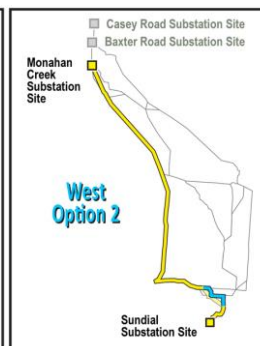 Casey Road Substation Site
Baxter Road Substation Site
Monahan
Creek
Substation
Site
West
Option 2
Sundial
Substation Site